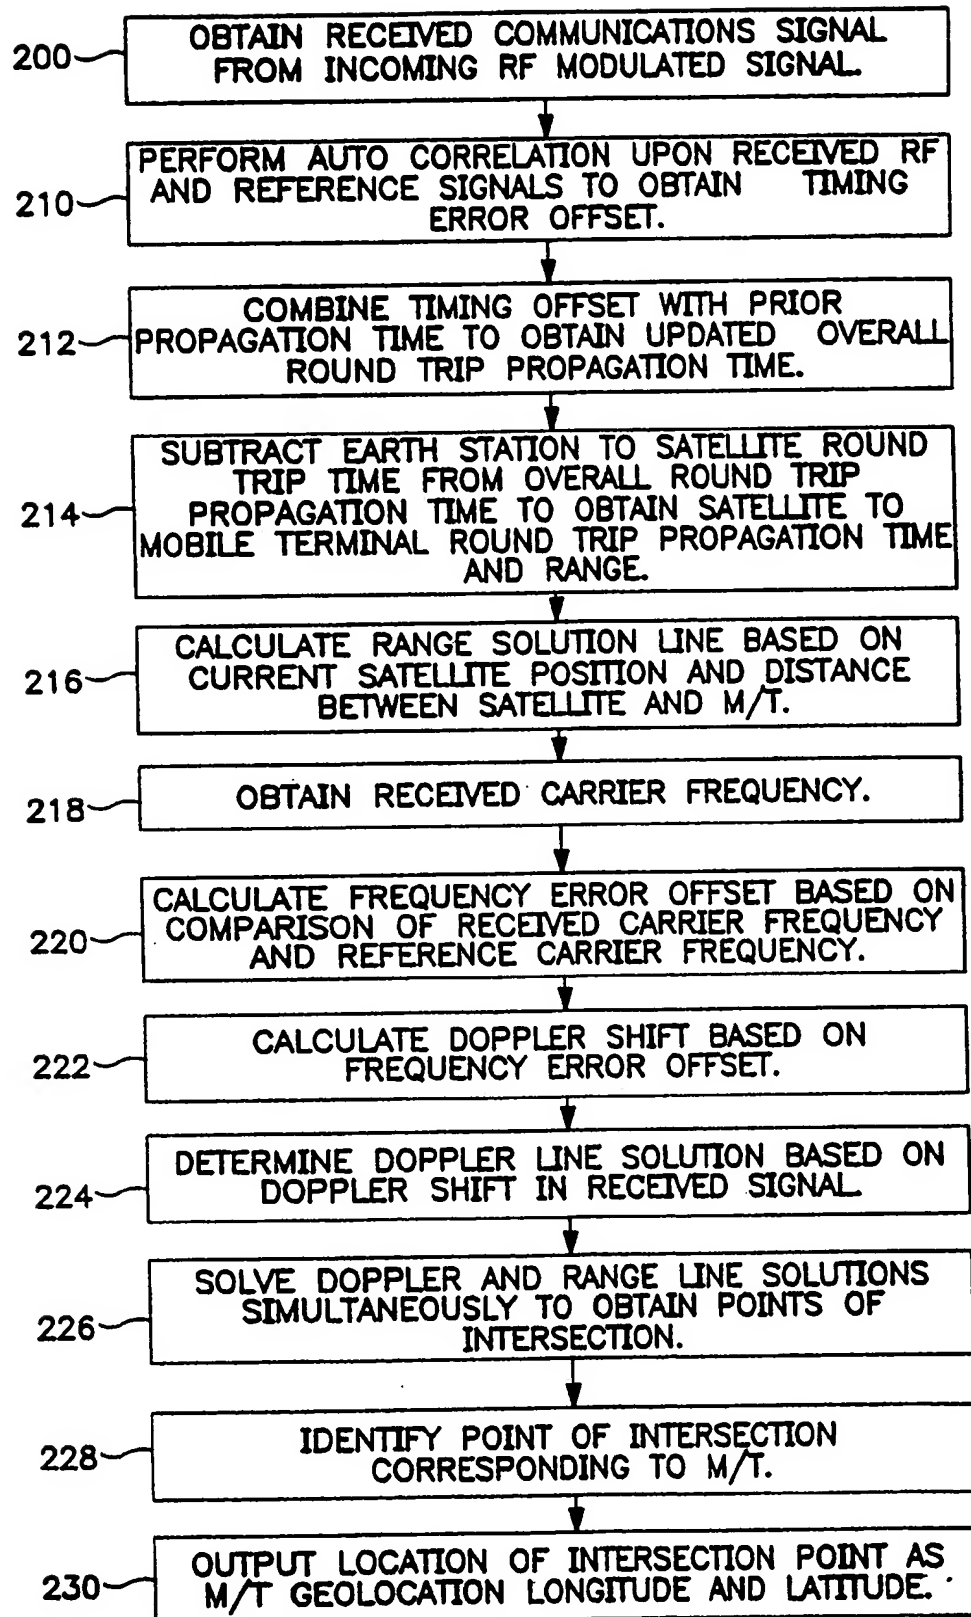 200
OBTAIN RECEIVED COMMUNICATIONS SIGNAL
FROM INCOMING RF MODULATED SIGNAL.
210
PERFORM AUTO CORRELATION UPON RECEIVED RF
AND REFERENCE SIGNALS TO OBTAIN TIMING
ERROR OFFSET.
212
COMBINE TIMING OFFSET WITH PRIOR
PROPAGATION TIME TO OBTAIN UPDATED OVERALL
ROUND TRIP PROPAGATION TIME.
214
SUBTRACT EARTH STATION TO SATELLITE ROUND
TRIP TIME FROM OVERALL ROUND TRIP
PROPAGATION TIME TO OBTAIN SATELLITE TO
MOBILE TERMINAL ROUND TRIP PROPAGATION TIME
AND RANGE.
216
CALCULATE RANGE SOLUTION LINE BASED ON
CURRENT SATELLITE POSITION AND DISTANCE
BETWEEN SATELLITE AND M/T.
218
OBTAIN RECEIVED CARRIER FREQUENCY.
220
CALCULATE FREQUENCY ERROR OFFSET BASED ON
COMPARISON OF RECEIVED CARRIER FREQUENCY
AND REFERENCE CARRIER FREQUENCY.
222
CALCULATE DOPPLER SHIFT BASED ON
FREQUENCY ERROR OFFSET.
224
DETERMINE DOPPLER LINE SOLUTION BASED ON
DOPPLER SHIFT IN RECEIVED SIGNAL.
226
SOLVE DOPPLER AND RANGE LINE SOLUTIONS
SIMULTANEOUSLY TO OBTAIN POINTS OF
INTERSECTION.
228
IDENTIFY POINT OF INTERSECTION
CORRESPONDING TO M/T.
230
OUTPUT LOCATION OF INTERSECTION POINT AS
M/T GEOLOCATION LONGITUDE AND LATITUDE.